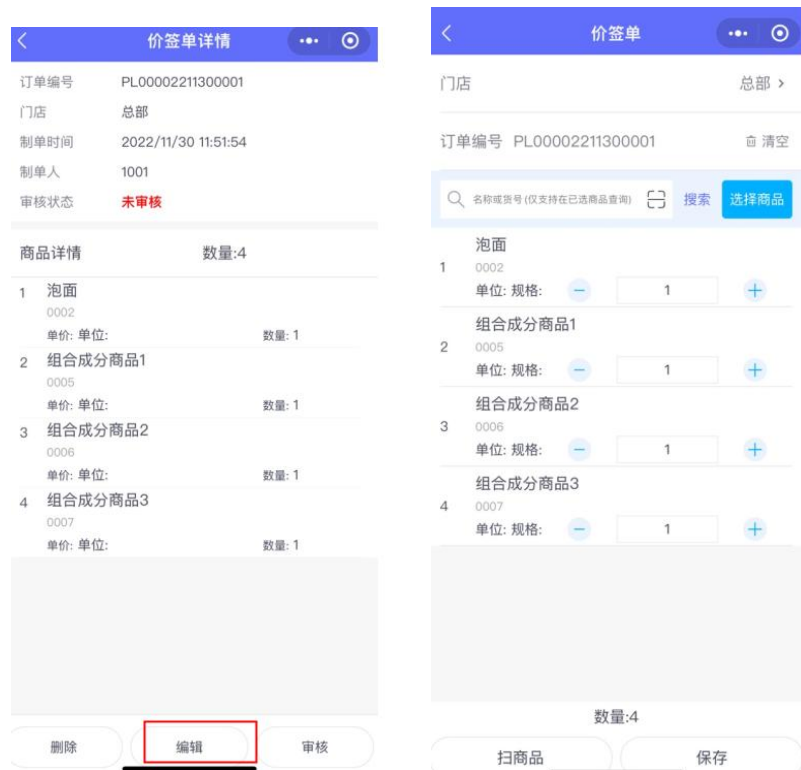 价签单详情
订单编号 PL00002211300001
门店 总部
制单时间 2022/11/30 11:51:54
制单人 1001
审核状态 未审核
商品详情 数量:4
1 泡面
0002
单价: 单位: 数量: 1
2 组合成分商品1
0005
单价: 单位: 数量: 1
3 组合成分商品2
0006
单价: 单位: 数量: 1
4 组合成分商品3
0007
单价: 单位: 数量: 1
删除 编辑 审核
价签单
门店 总部
订单编号 PL00002211300001 清空
名称或货号(仅支持在已选商品查询) 搜索 选择商品
泡面
1 0002
单位: 规格: 1
组合成分商品1
2 0005
单位: 规格: 1
组合成分商品2
3 0006
单位: 规格: 1
组合成分商品3
4 0007
单位: 规格: 1
数量:4
扫商品 保存